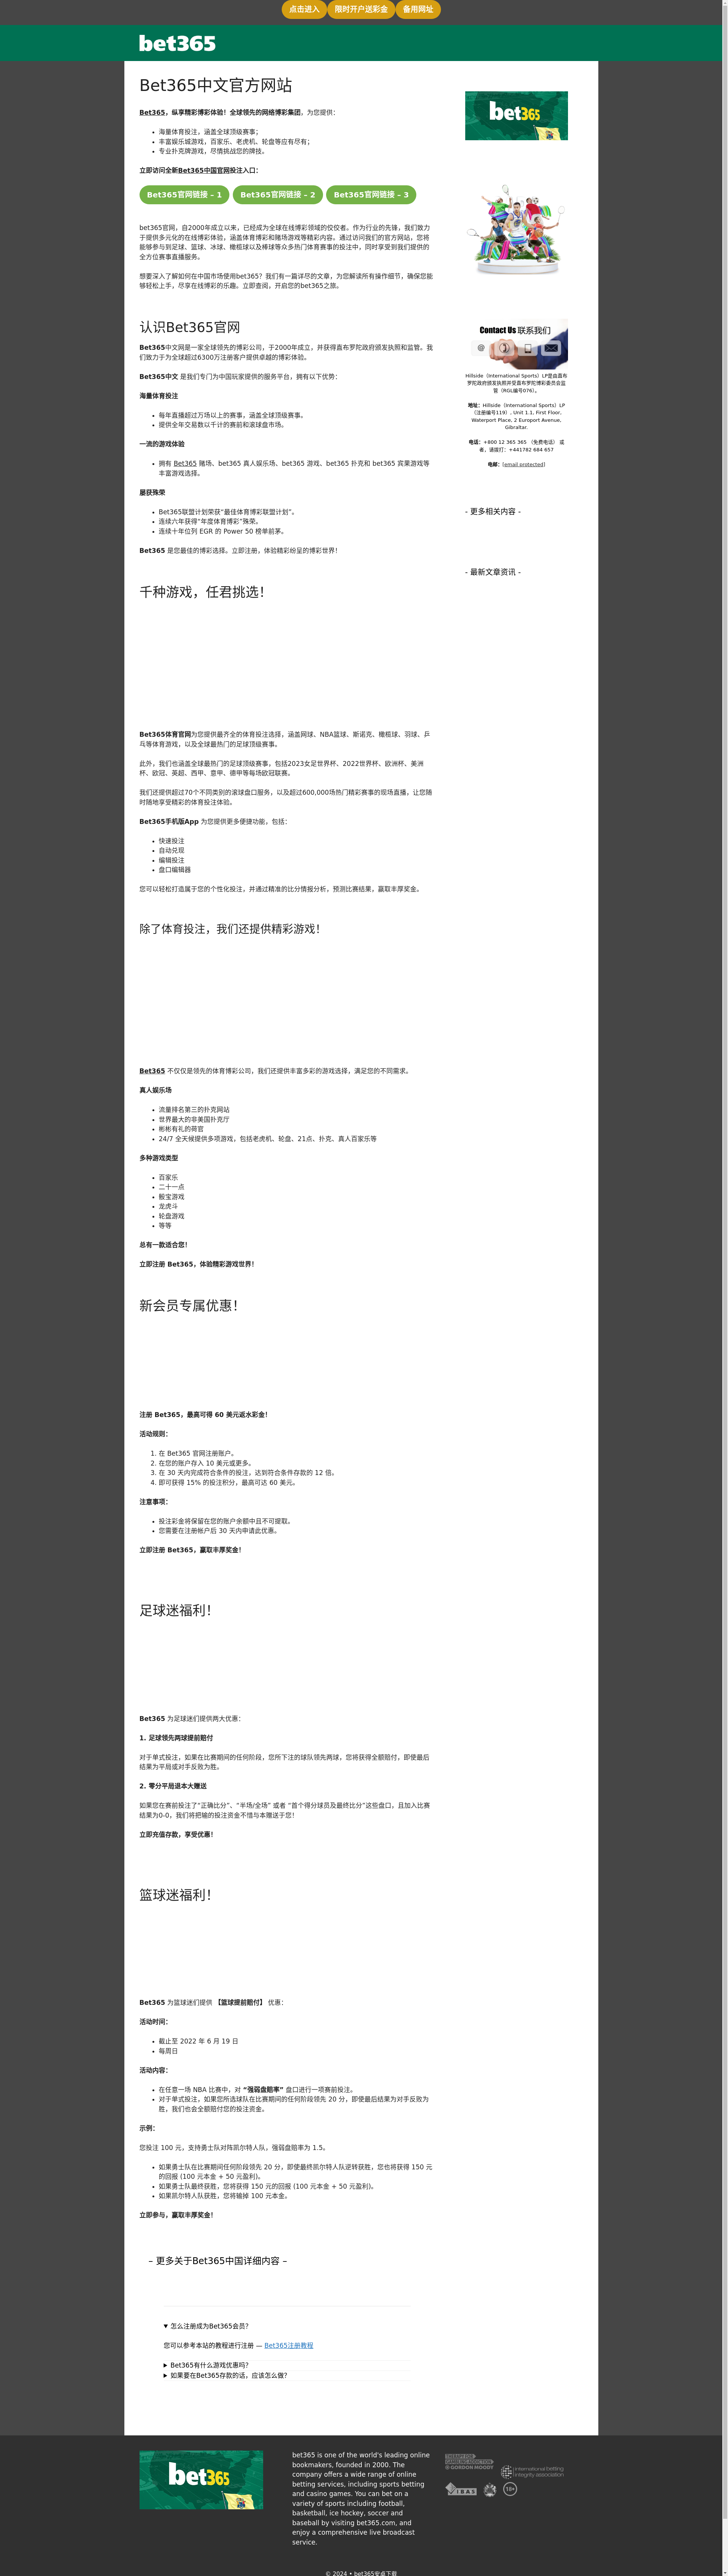 点击进入 限时开户送彩金 备用网址
bet365
Bet365中文官方网站
Bet365，纵享精彩博彩体验！全球领先的网络博彩集团，为您提供：
海量体育投注，涵盖全球顶级赛事；
丰富娱乐城游戏，百家乐、老虎机、轮盘等应有尽有；
专业扑克牌游戏，尽情挑战您的牌技。
立即访问全新Bet365中国官网投注入口：
Bet365官网链接 – 1 Bet365官网链接 – 2 Bet365官网链接 – 3
bet365官网，自2000年成立以来，已经成为全球在线博彩领域的佼佼者。作为行业的先锋，我们致力
于提供多元化的在线博彩体验，涵盖体育博彩和赌场游戏等精彩内容。通过访问我们的官方网站，您将
能够参与到足球、篮球、冰球、橄榄球以及棒球等众多热门体育赛事的投注中，同时享受到我们提供的
全方位赛事直播服务。
想要深入了解如何在中国市场使用bet365？我们有一篇详尽的文章，为您解读所有操作细节，确保您能
够轻松上手，尽享在线博彩的乐趣。立即查阅，开启您的bet365之旅。
认识Bet365官网
Bet365中文网是一家全球领先的博彩公司，于2000年成立，并获得直布罗陀政府颁发执照和监管。我
们致力于为全球超过6300万注册客户提供卓越的博彩体验。
Bet365中文 是我们专门为中国玩家提供的服务平台，拥有以下优势：
海量体育投注
每年直播超过万场以上的赛事，涵盖全球顶级赛事。
提供全年交易数以千计的赛前和滚球盘市场。
一流的游戏体验
拥有 Bet365 赌场、bet365 真人娱乐场、bet365 游戏、bet365 扑克和 bet365 宾果游戏等
丰富游戏选择。
屡获殊荣
Bet365联盟计划荣获“最佳体育博彩联盟计划”。
连续六年获得“年度体育博彩”殊荣。
连续十年位列 EGR 的 Power 50 榜单前茅。
Bet365 是您最佳的博彩选择。立即注册，体验精彩纷呈的博彩世界！
千种游戏，任君挑选！
Bet365体育官网为您提供最齐全的体育投注选择，涵盖网球、NBA篮球、斯诺克、橄榄球、羽球、乒
乓等体育游戏，以及全球最热门的足球顶级赛事。
此外，我们也涵盖全球最热门的足球顶级赛事，包括2023女足世界杯、2022世界杯、欧洲杯、美洲
杯、欧冠、英超、西甲、意甲、德甲等每场欧冠联赛。
我们还提供超过70个不同类别的滚球盘口服务，以及超过600,000场热门精彩赛事的现场直播，让您随
时随地享受精彩的体育投注体验。
Bet365手机版App 为您提供更多便捷功能，包括：
快速投注
自动兑现
编辑投注
盘口编辑器
您可以轻松打造属于您的个性化投注，并通过精准的比分情报分析，预测比赛结果，赢取丰厚奖金。
除了体育投注，我们还提供精彩游戏！
Bet365 不仅仅是领先的体育博彩公司，我们还提供丰富多彩的游戏选择，满足您的不同需求。
真人娱乐场
流量排名第三的扑克网站
世界最大的非美国扑克厅
彬彬有礼的荷官
24/7 全天候提供多项游戏，包括老虎机、轮盘、21点、扑克、真人百家乐等
多种游戏类型
百家乐
二十一点
骰宝游戏
龙虎斗
轮盘游戏
等等
总有一款适合您！
立即注册 Bet365，体验精彩游戏世界！
新会员专属优惠！
注册 Bet365，最高可得 60 美元返水彩金！
活动规则：
1. 在 Bet365 官网注册账户。
2. 在您的账户存入 10 美元或更多。
3. 在 30 天内完成符合条件的投注，达到符合条件存款的 12 倍。
4. 即可获得 15% 的投注积分，最高可达 60 美元。
注意事项：
投注彩金将保留在您的账户余额中且不可提取。
您需要在注册帐户后 30 天内申请此优惠。
立即注册 Bet365，赢取丰厚奖金！
足球迷福利！
Bet365 为足球迷们提供两大优惠：
1. 足球领先两球提前赔付
对于单式投注，如果在比赛期间的任何阶段，您所下注的球队领先两球，您将获得全额赔付，即使最后
结果为平局或对手反败为胜。
2. 零分平局退本大赠送
如果您在赛前投注了“正确比分”、“半场/全场” 或者 “首个得分球员及最终比分”这些盘口，且加入比赛
结果为0-0，我们将把输的投注资金不惜与本赠送于您！
立即充值存款，享受优惠！
篮球迷福利！
Bet365 为篮球迷们提供 【篮球提前赔付】 优惠：
活动时间：
截止至 2022 年 6 月 19 日
每周日
活动内容：
在任意一场 NBA 比赛中，对 “强弱盘赔率” 盘口进行一项赛前投注。
对于单式投注，如果您所选球队在比赛期间的任何阶段领先 20 分，即使最后结果为对手反败为
胜，我们也会全额赔付您的投注资金。
示例：
您投注 100 元，支持勇士队对阵凯尔特人队，强弱盘赔率为 1.5。
如果勇士队在比赛期间任何阶段领先 20 分，即使最终凯尔特人队逆转获胜，您也将获得 150 元
的回报 (100 元本金 + 50 元盈利)。
如果勇士队最终获胜，您将获得 150 元的回报 (100 元本金 + 50 元盈利)。
如果凯尔特人队获胜，您将输掉 100 元本金。
立即参与，赢取丰厚奖金！
– 更多关于Bet365中国详细内容 –
怎么注册成为Bet365会员？
您可以参考本站的教程进行注册 — Bet365注册教程
Bet365有什么游戏优惠吗？
如果要在Bet365存款的话，应该怎么做？
bet365
Contact Us 联系我们
Hillside（International Sports）LP是由直布
罗陀政府颁发执照并受直布罗陀博彩委员会监
管（RGL编号076）。
地址：Hillside（International Sports）LP
（注册编号119）, Unit 1.1, First Floor,
Waterport Place, 2 Europort Avenue,
Gibraltar.
电话：+800 12 365 365 （免费电话） 或
者，请拨打：+441782 684 657
电邮：[email protected]
- 更多相关内容 -
- 最新文章资讯 -
bet365
bet365 is one of the world’s leading online
bookmakers, founded in 2000. The
company offers a wide range of online
betting services, including sports betting
and casino games. You can bet on a
variety of sports including football,
basketball, ice hockey, soccer and
baseball by visiting bet365.com, and
enjoy a comprehensive live broadcast
service.
THERAPY FOR
GAMBLING ADDICTION
GORDON MOODY
international betting
integrity association
IBAS
18+
© 2024 • bet365安卓下载